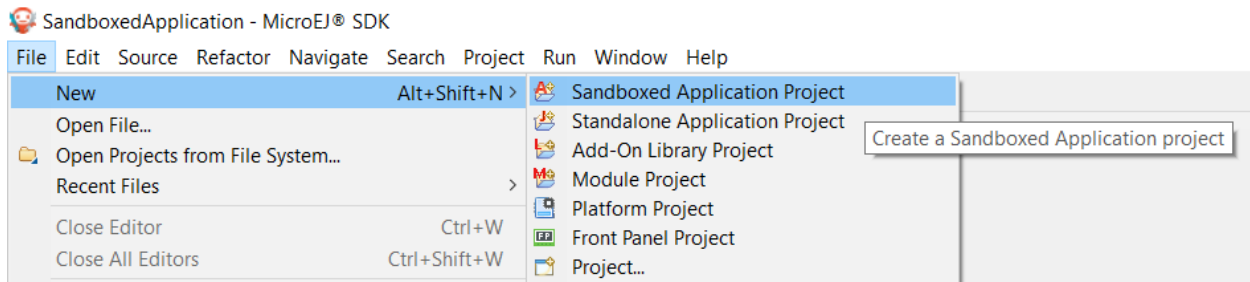 SandboxedApplication - MicroEJ® SDK
File Edit Source Refactor Navigate Search Project Run Window Help
New Alt+Shift+N >
Open File...
Open Projects from File System...
Recent Files >
Close Editor Ctrl+W
Close All Editors Ctrl+Shift+W
Sandboxed Application Project
Standalone Application Project
Add-On Library Project
Module Project
Platform Project
Front Panel Project
Project...
Create a Sandboxed Application project